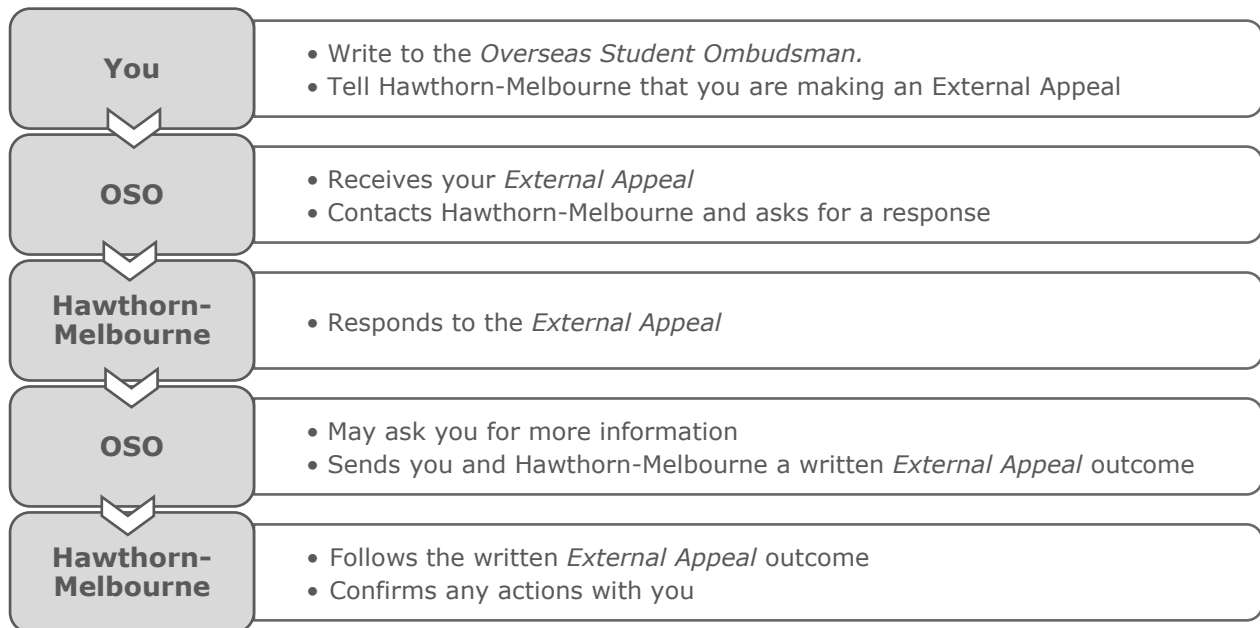 You
• Write to the Overseas Student Ombudsman.
• Tell Hawthorn-Melbourne that you are making an External Appeal
OSO
• Receives your External Appeal
• Contacts Hawthorn-Melbourne and asks for a response
Hawthorn-
Melbourne
• Responds to the External Appeal
OSO
• May ask you for more information
• Sends you and Hawthorn-Melbourne a written External Appeal outcome
Hawthorn-
Melbourne
• Follows the written External Appeal outcome
• Confirms any actions with you